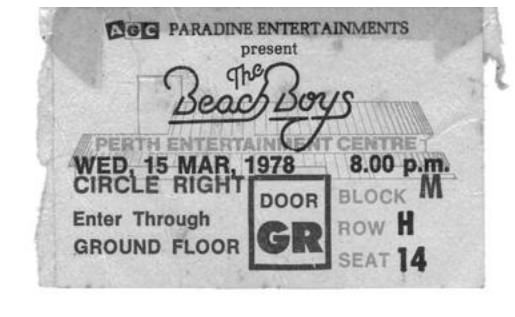 AGC PARADINE ENTERTAINMENTS
present
The
Beach Boys
PERTH ENTERTAINMENT CENTRE
WED, 15 MAR, 1978 8.00 p.m.
CIRCLE RIGHT
Enter Through
GROUND FLOOR
DOOR
GR
BLOCK M
ROW H
SEAT 14